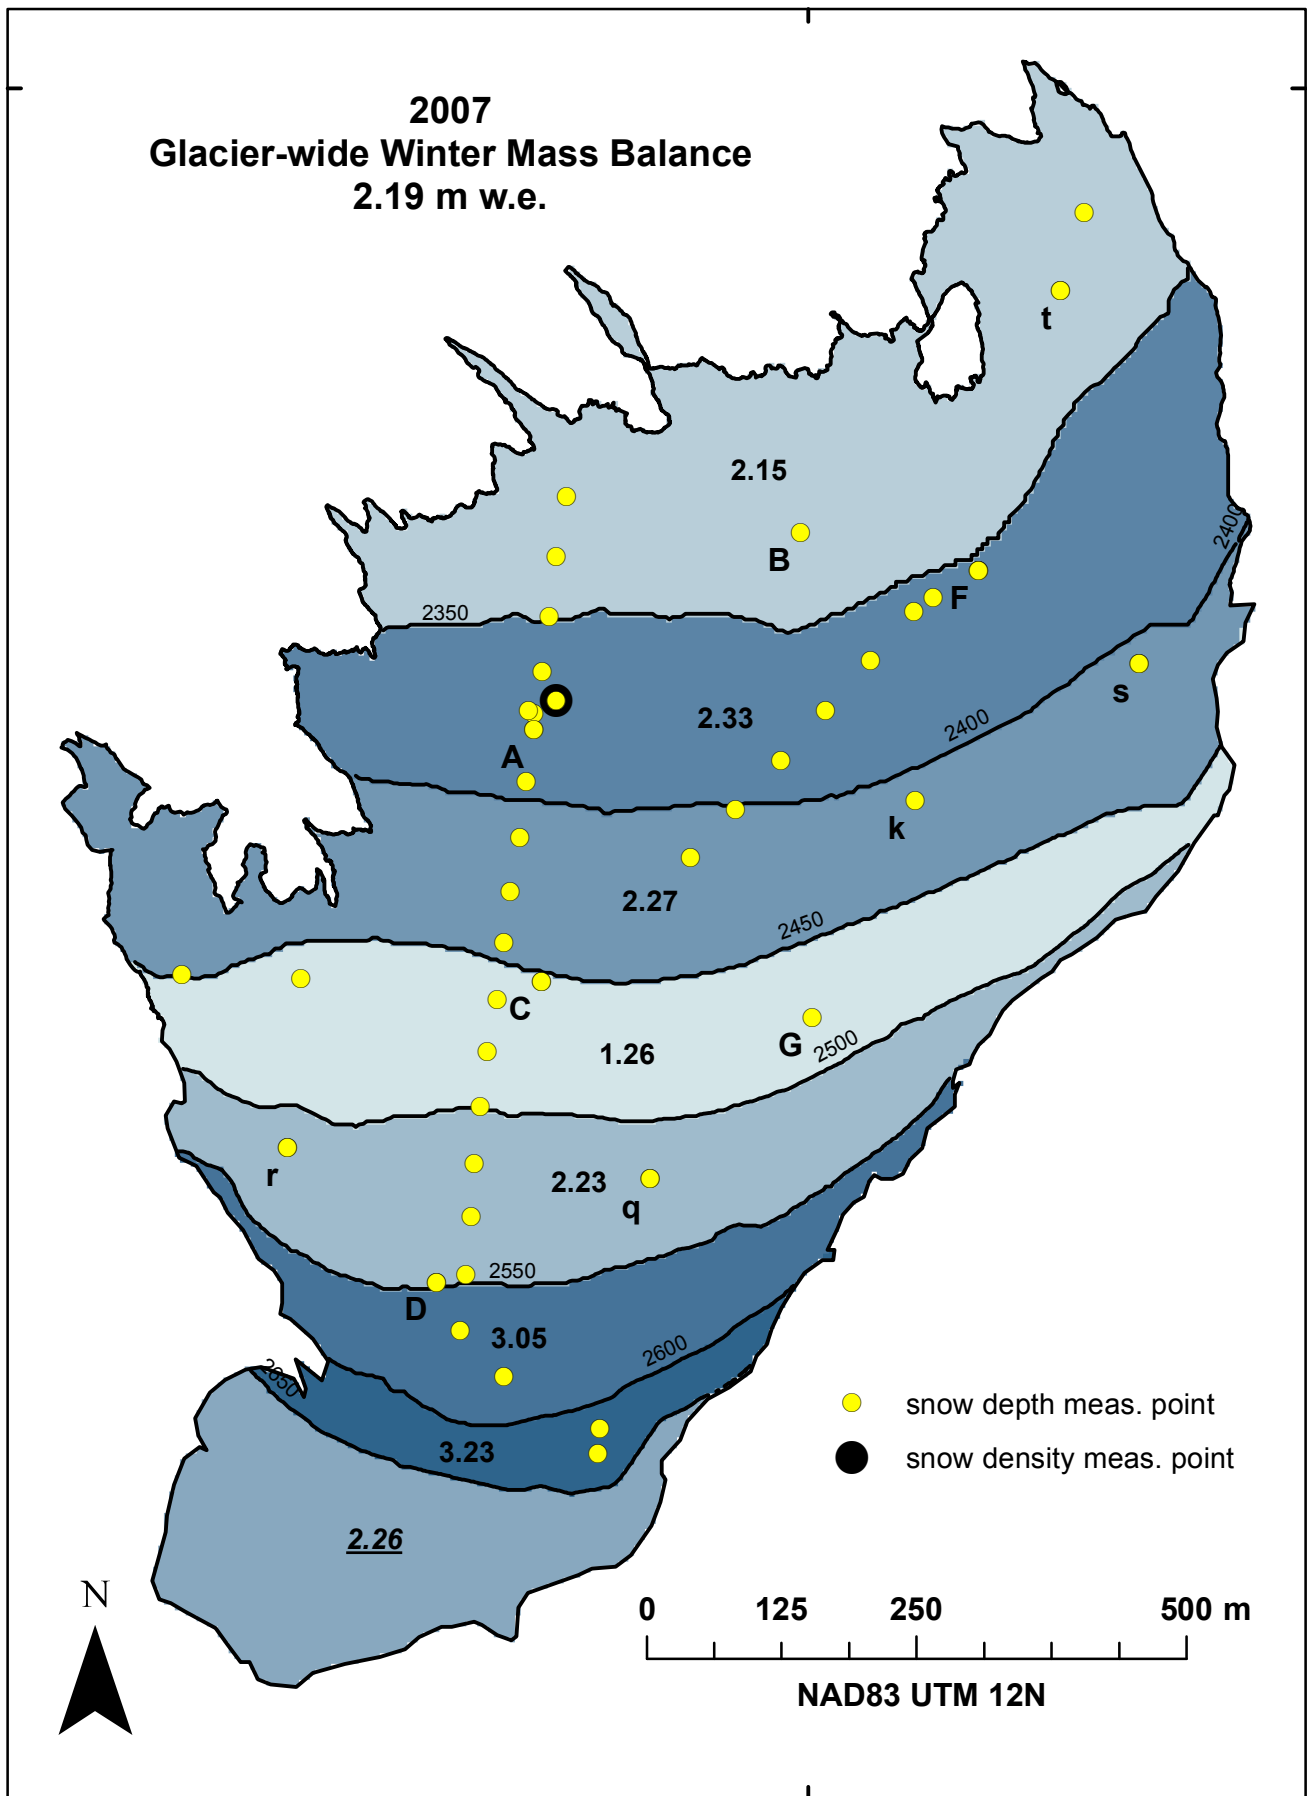 2007
Glacier-wide Winter Mass Balance
2.19 m w.e.
t
2.15
B
2400
F
2350
s
2.33
2400
A
k
2.27
2450
C
G
2500
1.26
r
2.23
q
2550
D
3.05
2600
2650
snow depth meas. point
3.23
snow density meas. point
2.26
N
0 125 250 500 m
NAD83 UTM 12N